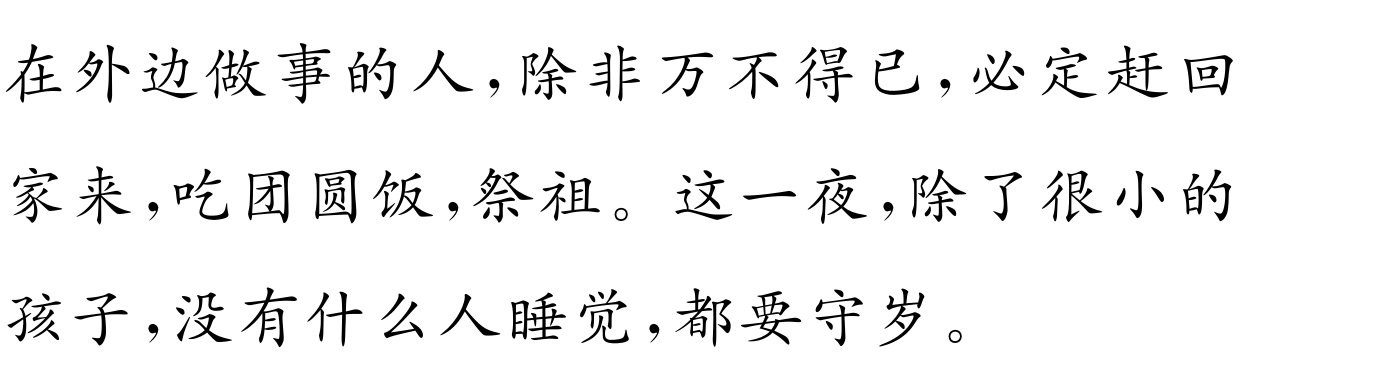 在外边做事的人,除非万不得已,必定赶回
家来,吃团圆饭,祭祖。这一夜,除了很小的
孩子,没有什么人睡觉,都要守岁。